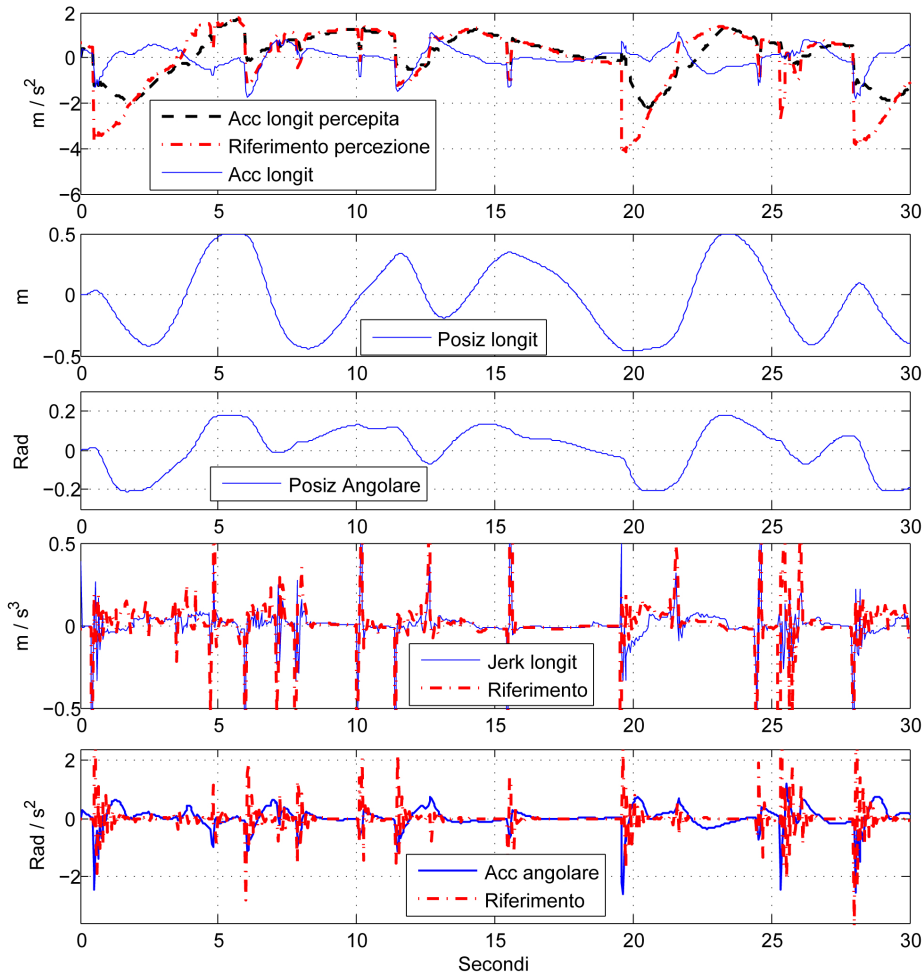 2
0
−2
−4
−6
m / s²
Acc longit percepita
Riferimento percezione
Acc longit
0 5 10 15 20 25 30
0.5
0
−0.5
m
Posiz longit
0 5 10 15 20 25 30
0.2
0
−0.2
Rad
Posiz Angolare
0 5 10 15 20 25 30
0.5
0
−0.5
m / s³
Jerk longit
Riferimento
0 5 10 15 20 25 30
2
0
−2
Rad / s²
Acc angolare
Riferimento
0 5 10 15 20 25 30
Secondi